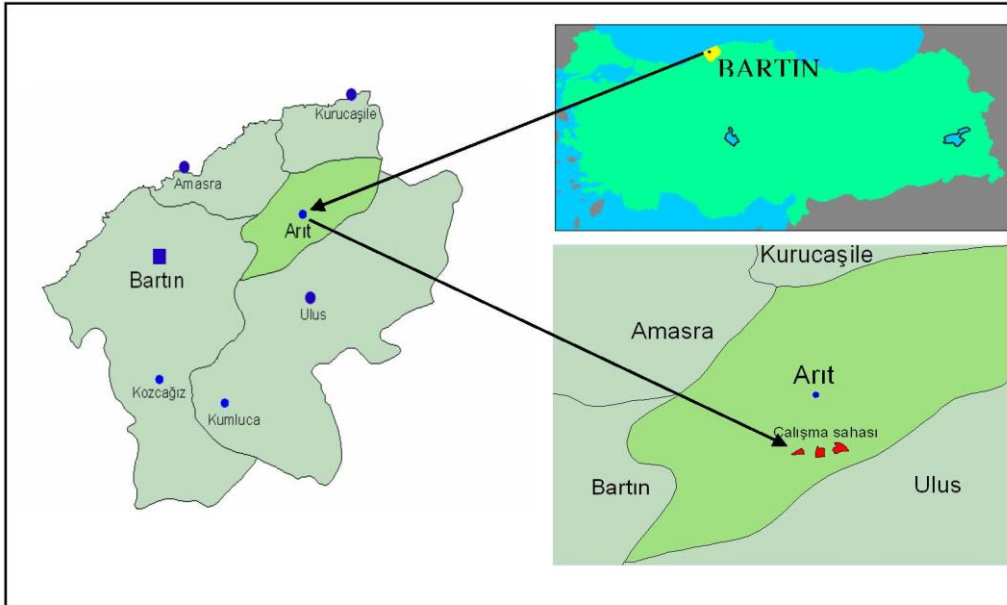 Kurucaşile
Amasra
Arıt
Bartın
Ulus
Kozcağız
Kumluca
BARTIN
Kurucaşile
Amasra
Arıt
Çalışma sahası
Bartın
Ulus